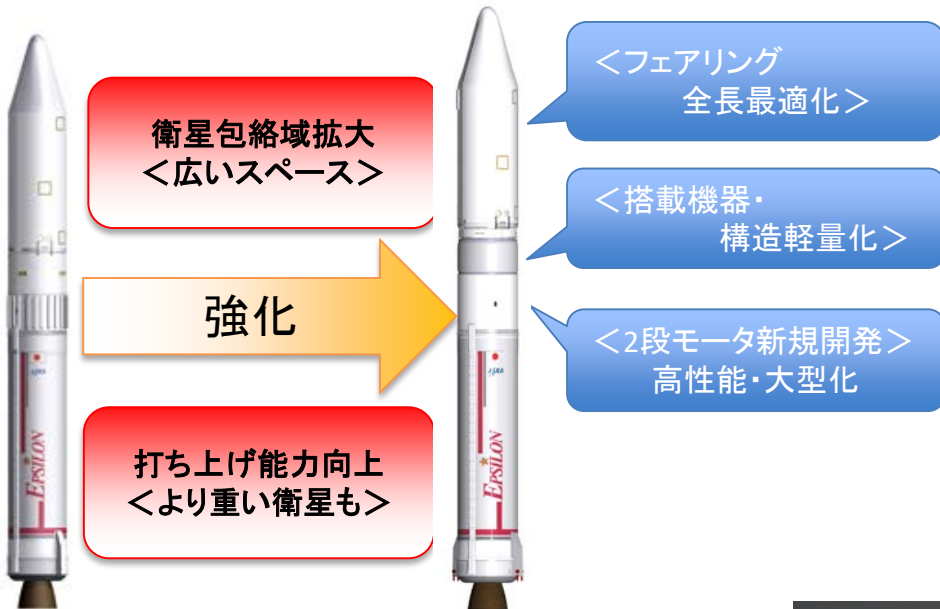 衛星包絡域拡大
＜広いスペース＞
強化
打ち上げ能力向上
＜より重い衛星も＞
＜フェアリング
全長最適化＞
＜搭載機器・
構造軽量化＞
＜2段モータ新規開発＞
高性能・大型化
EPSILON
EPSILON